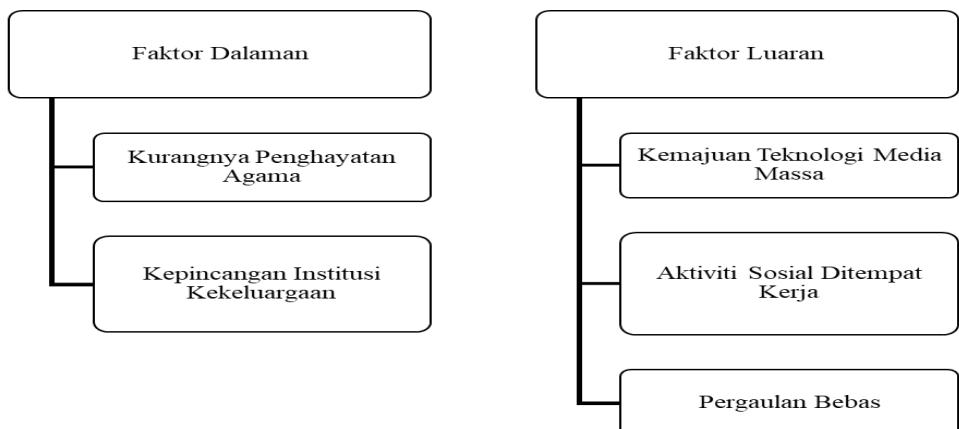 Faktor Dalaman
Kurangnya Penghayatan
Agama
Kepincangan Institusi
Kekeluargaan
Faktor Luaran
Kemajuan Teknologi Media
Massa
Aktiviti Sosial Ditempat
Kerja
Pergaulan Bebas